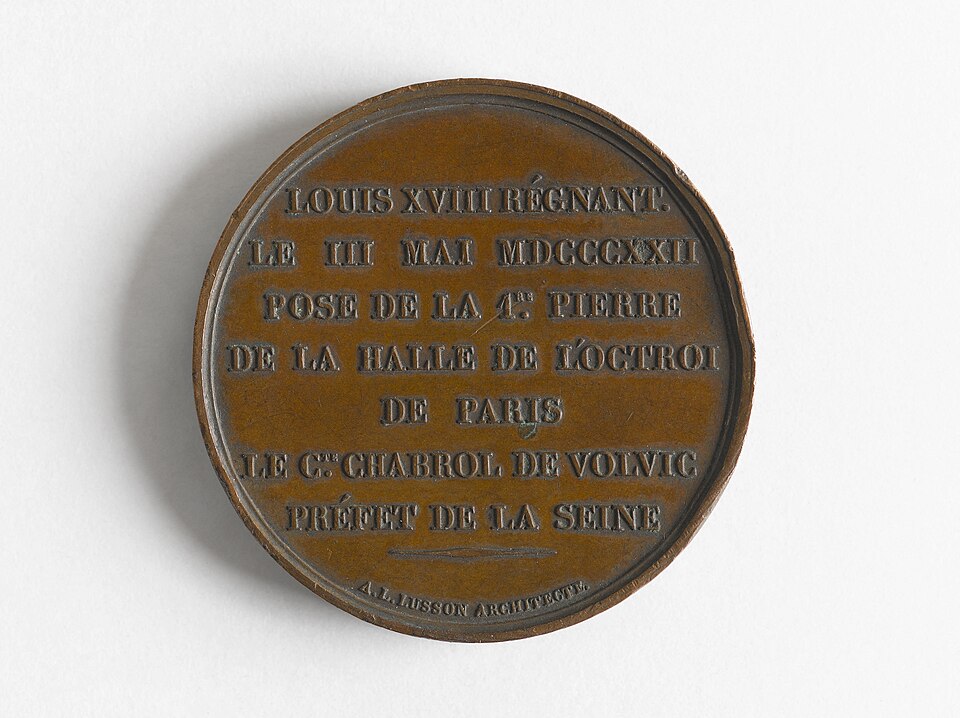 LOUIS XVIII RÉGNANT.
LE III MAI MDCCCXXII
POSE DE LA 1RE. PIERRE
DE LA HALLE DE L'OCTROI
DE PARIS
LE CTE. CHABROL DE VOLVIC
PRÉFET DE LA SEINE
A. L. LUSSON ARCHITECTE.